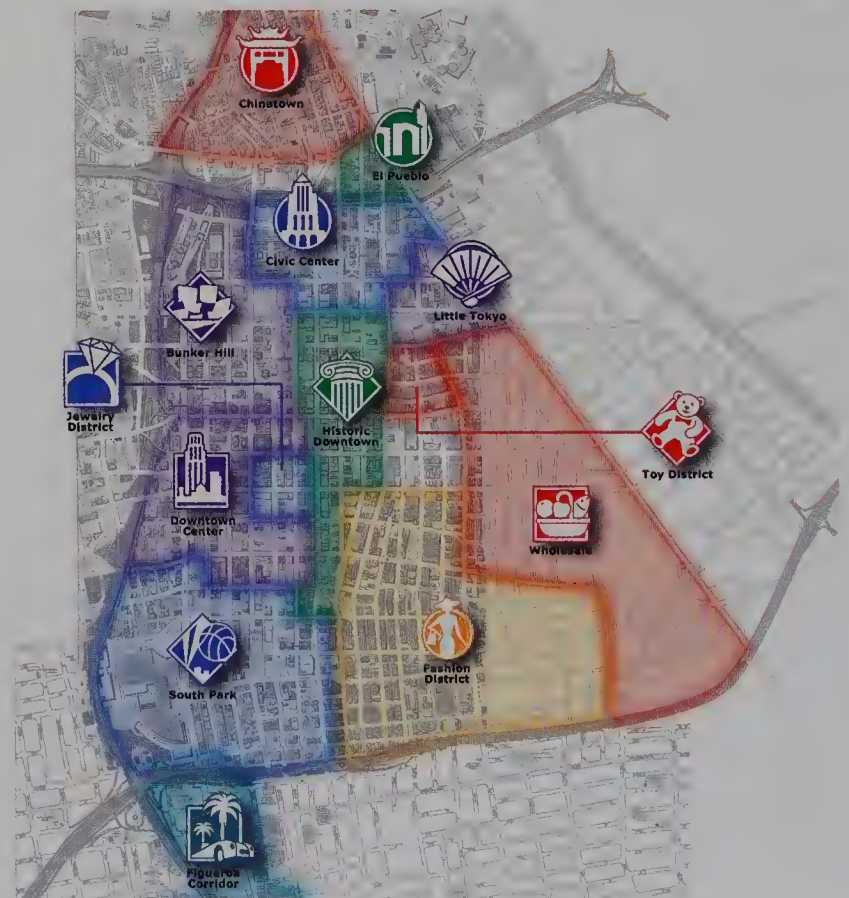 Chinatown
El Pueblo
Civic Center
Little Tokyo
Bunker Hill
Jewelry
District
Historic
Downtown
Toy District
Downtown
Center
Wholesale
Fashion
District
South Park
Figueroa
Corridor